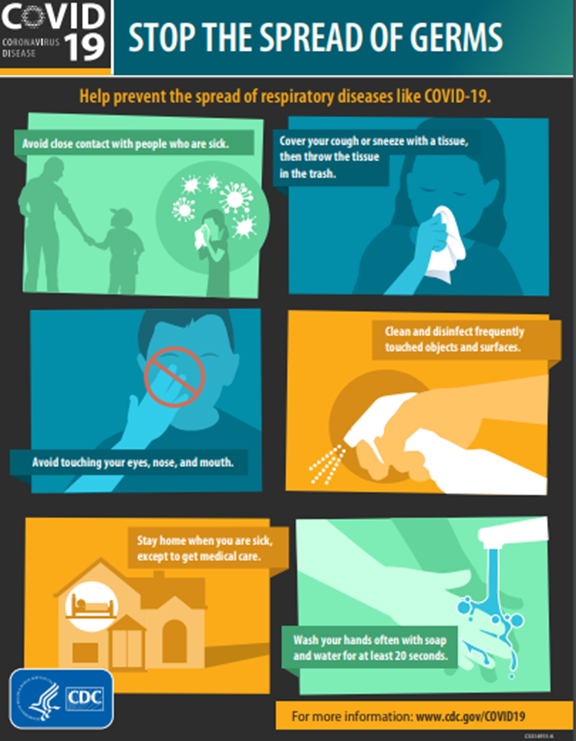 COVID
CORONAVIRUS
DISEASE
19
STOP THE SPREAD OF GERMS
Help prevent the spread of respiratory diseases like COVID-19.
Avoid close contact with people who are sick.
Cover your cough or sneeze with a tissue,
then throw the tissue
in the trash.
Avoid touching your eyes, nose, and mouth.
Clean and disinfect frequently
touched objects and surfaces.
Stay home when you are sick,
except to get medical care.
Wash your hands often with soap
and water for at least 20 seconds.
CDC
For more information: www.cdc.gov/COVID19